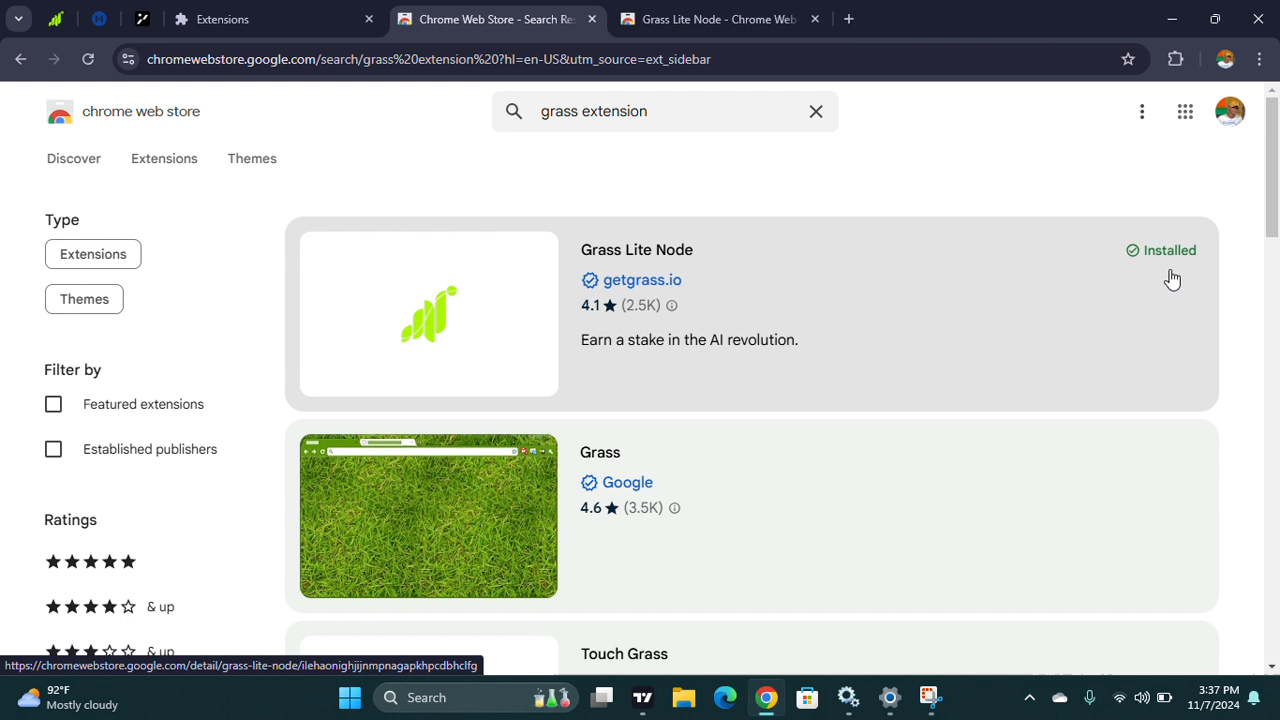 Extensions
Chrome Web Store - Search Res
Grass Lite Node - Chrome Web
chromewebstore.google.com/search/grass%20extension%20?hl=en-US&utm_source=ext_sidebar
chrome web store
grass extension
Discover
Extensions
Themes
Type
Extensions
Themes
Filter by
Featured extensions
Established publishers
Ratings
& up
& up
Grass Lite Node
Installed
getgrass.io
4.1 ★ (2.5K)
Earn a stake in the AI revolution.
Grass
Google
4.6 ★ (3.5K)
Touch Grass
https://chromewebstore.google.com/detail/grass-lite-node/ilehaonighjijnmpnagapkhpcdbhclfg
92°F
Mostly cloudy
Search
3:37 PM
11/7/2024